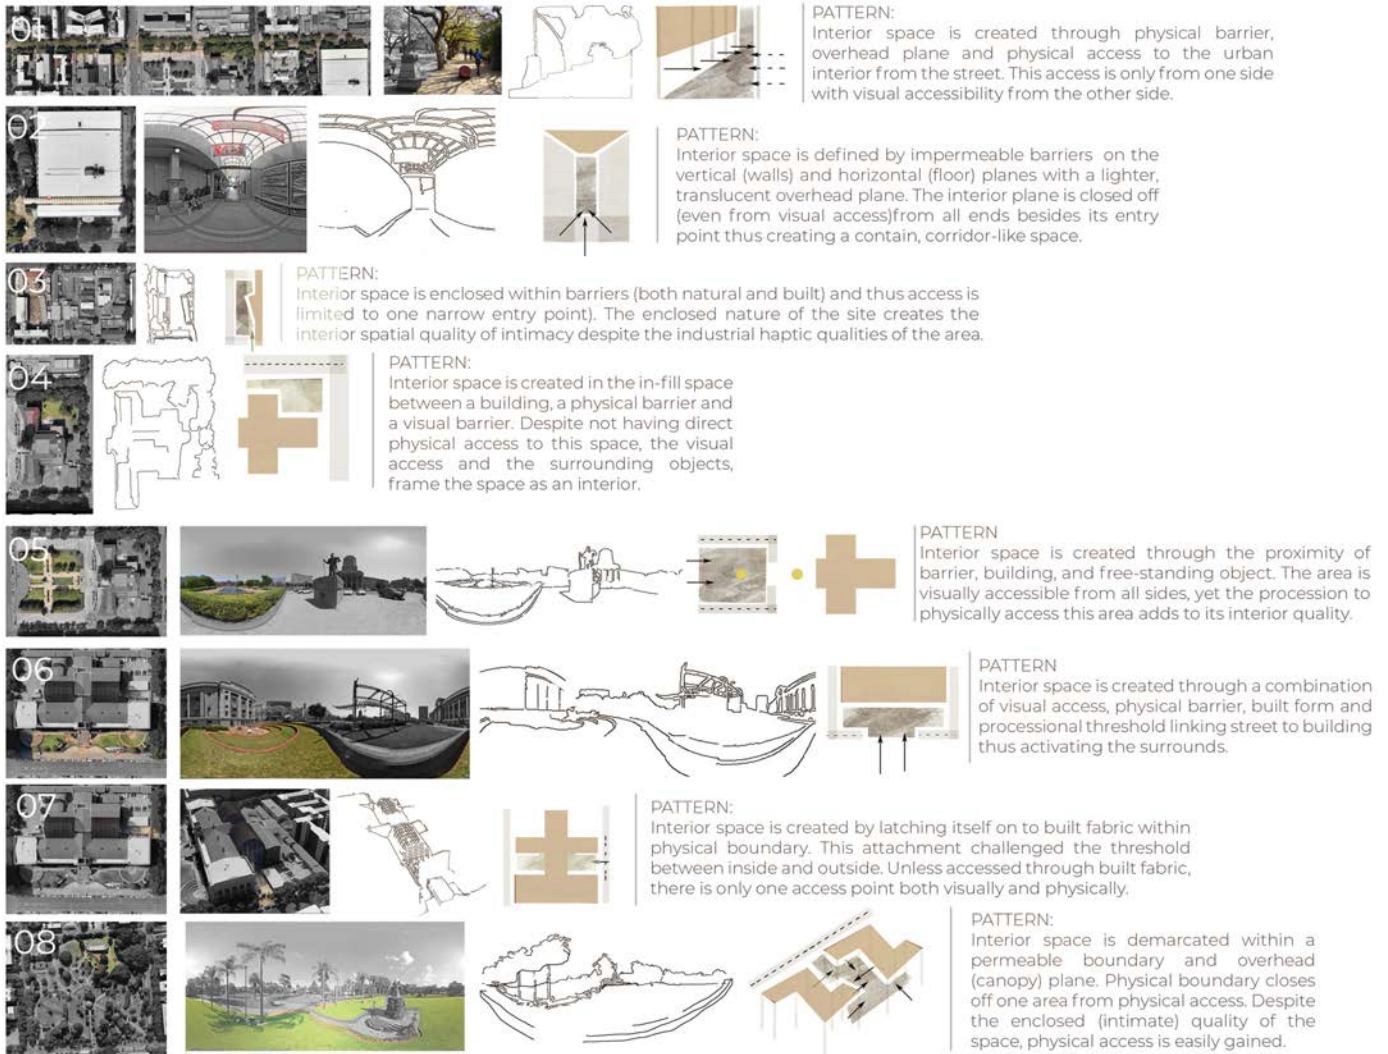 01
PATTERN:
Interior space is created through physical barrier,
overhead plane and physical access to the urban
interior from the street. This access is only from one side
with visual accessibility from the other side.
02
PATTERN:
Interior space is defined by impermeable barriers on the
vertical (walls) and horizontal (floor) planes with a lighter,
translucent overhead plane. The interior plane is closed off
(even from visual access)from all ends besides its entry
point thus creating a contain, corridor-like space.
03
PATTERN:
Interior space is enclosed within barriers (both natural and built) and thus access is
limited to one narrow entry point). The enclosed nature of the site creates the
interior spatial quality of intimacy despite the industrial haptic qualities of the area.
04
PATTERN:
Interior space is created in the in-fill space
between a building, a physical barrier and
a visual barrier. Despite not having direct
physical access to this space, the visual
access and the surrounding objects,
frame the space as an interior.
05
PATTERN
Interior space is created through the proximity of
barrier, building, and free-standing object. The area is
visually accessible from all sides, yet the procession to
physically access this area adds to its interior quality.
06
PATTERN
Interior space is created through a combination
of visual access, physical barrier, built form and
processional threshold linking street to building
thus activating the surrounds.
07
PATTERN:
Interior space is created by latching itself on to built fabric within
physical boundary. This attachment challenged the threshold
between inside and outside. Unless accessed through built fabric,
there is only one access point both visually and physically.
08
PATTERN:
Interior space is demarcated within a
permeable boundary and overhead
(canopy) plane. Physical boundary closes
off one area from physical access. Despite
the enclosed (intimate) quality of the
space, physical access is easily gained.